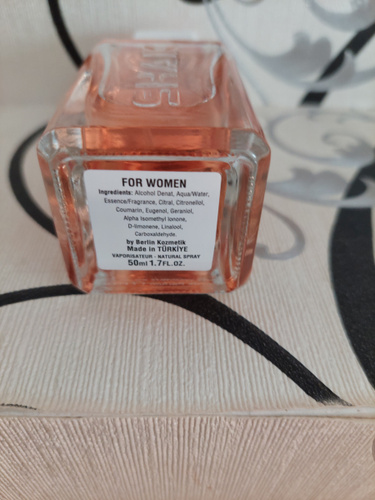 FOR WOMEN
Ingredients: Alcohol Denat, Aqua/Water,
Essence/Fragrance, Citral, Citronellol,
Coumarin, Eugenol, Geraniol,
Alpha Isomethyl Ionone,
D-limonene, Linalool,
Carboxaldehyde.
by Berlin Kozmetik
Made in TÜRKİYE
VAPORISATEUR - NATURAL SPRAY
50ml 1.7FL.OZ.